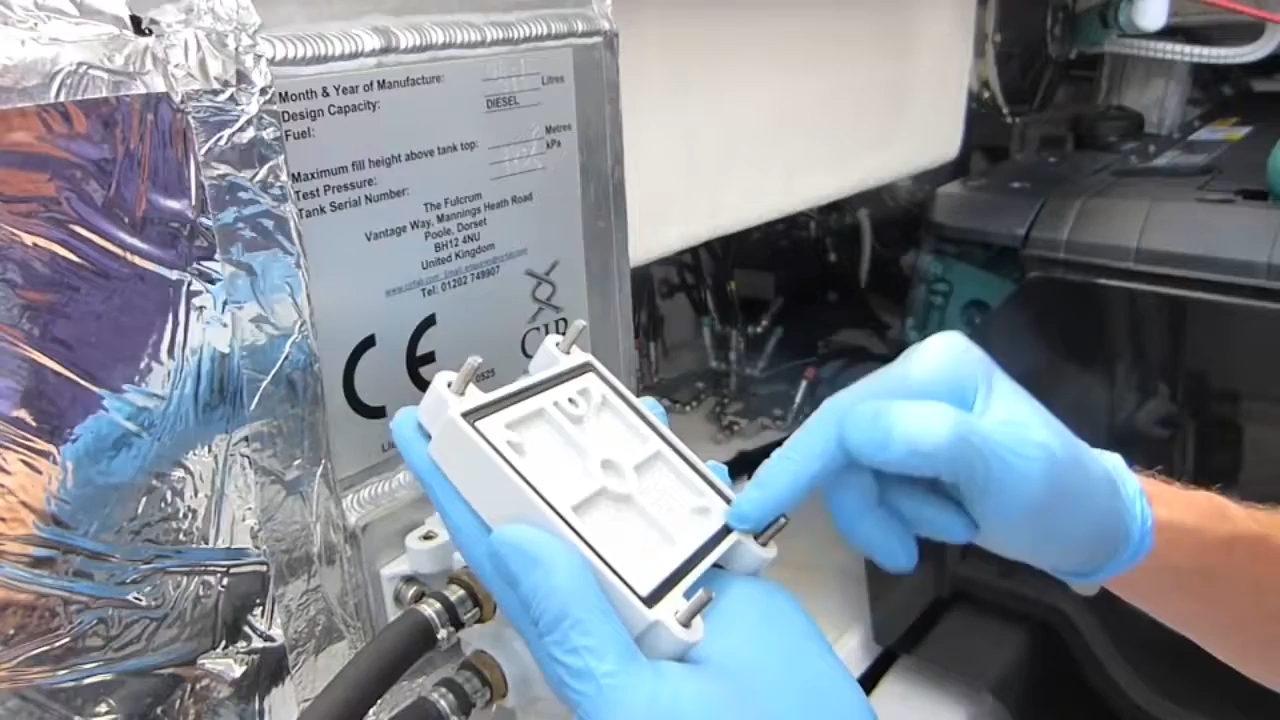 Month & Year of Manufacture:
Design Capacity: Litres
Fuel: DIESEL
Maximum fill height above tank top: Metres
Test Pressure: kPa
Tank Serial Number:
The Fulcrum
Vantage Way, Mannings Heath Road
Poole, Dorset
BH12 4NU
United Kingdom
Tel: 01202 749907
CE
0525